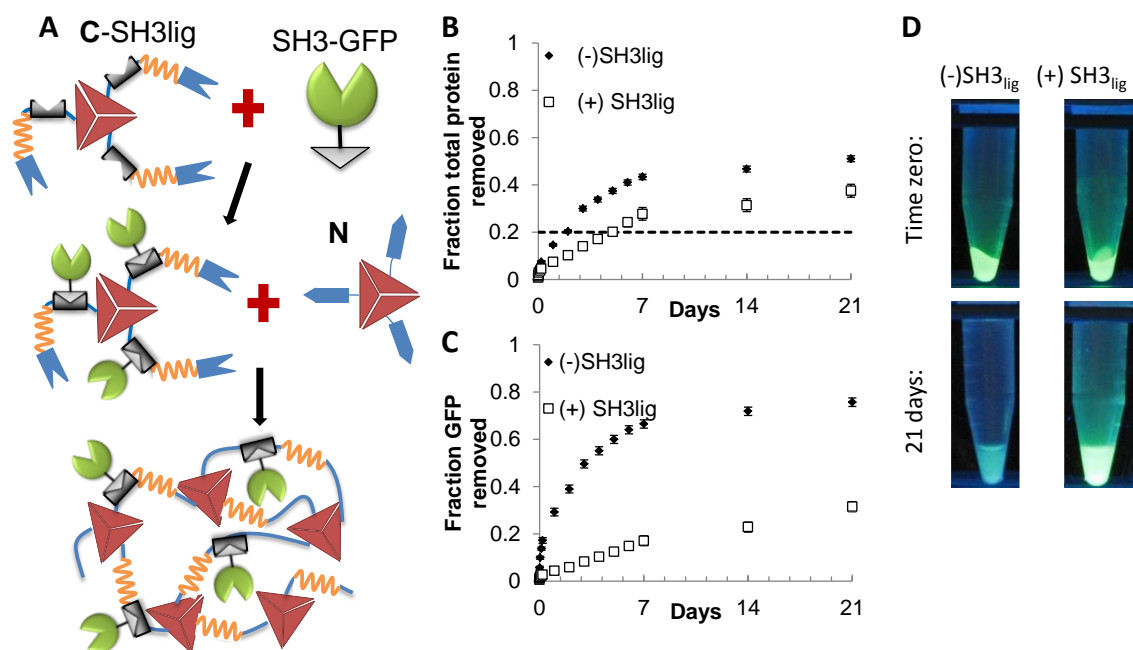 A
C-SH3lig
SH3-GFP
N
B
Fraction total protein
removed
1
0.8
0.6
0.4
0.2
0
(-)SH3lig
(+) SH3lig
0
7
14
21
Days
C
Fraction GFP
removed
1
0.8
0.6
0.4
0.2
0
(-)SH3lig
(+) SH3lig
0
7
14
21
Days
D
(-)SH3lig
(+) SH3lig
Time zero:
21 days: